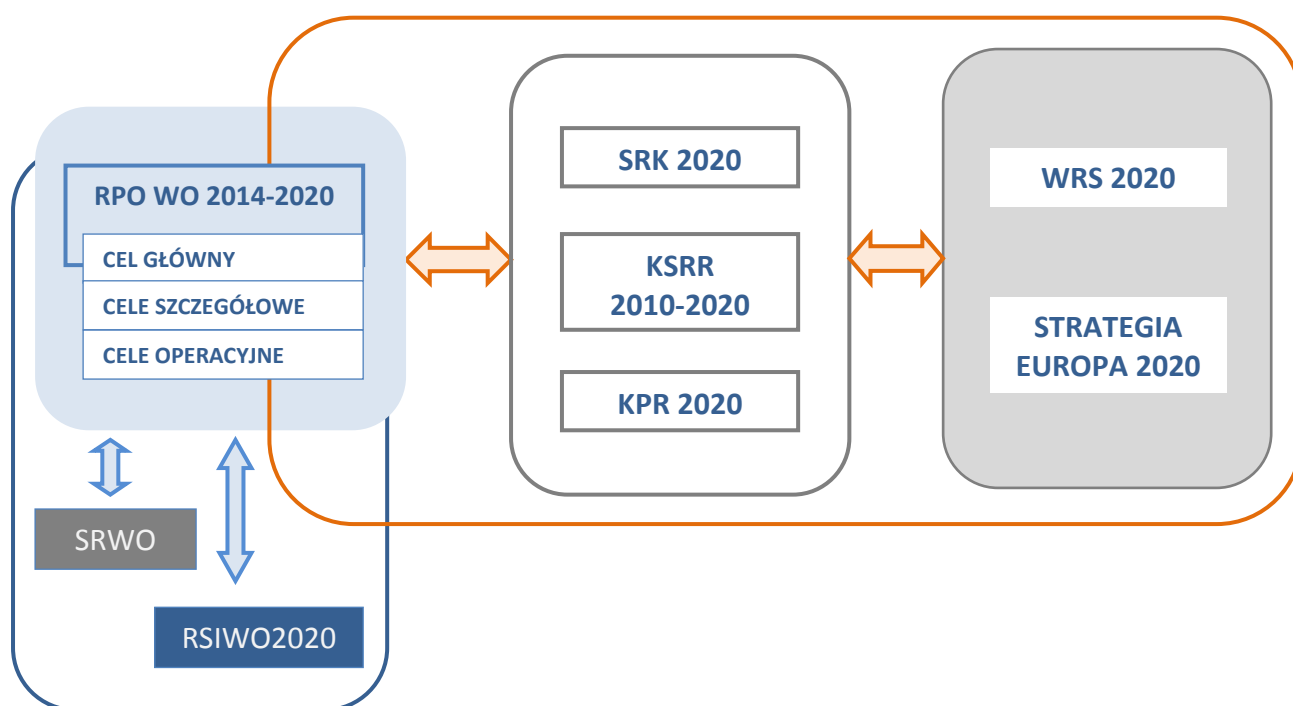 RPO WO 2014-2020
CEL GŁÓWNY
CELE SZCZEGÓŁOWE
CELE OPERACYJNE
SRWO
RSIWO2020
SRK 2020
KSRR
2010-2020
KPR 2020
WRS 2020
STRATEGIA
EUROPA 2020